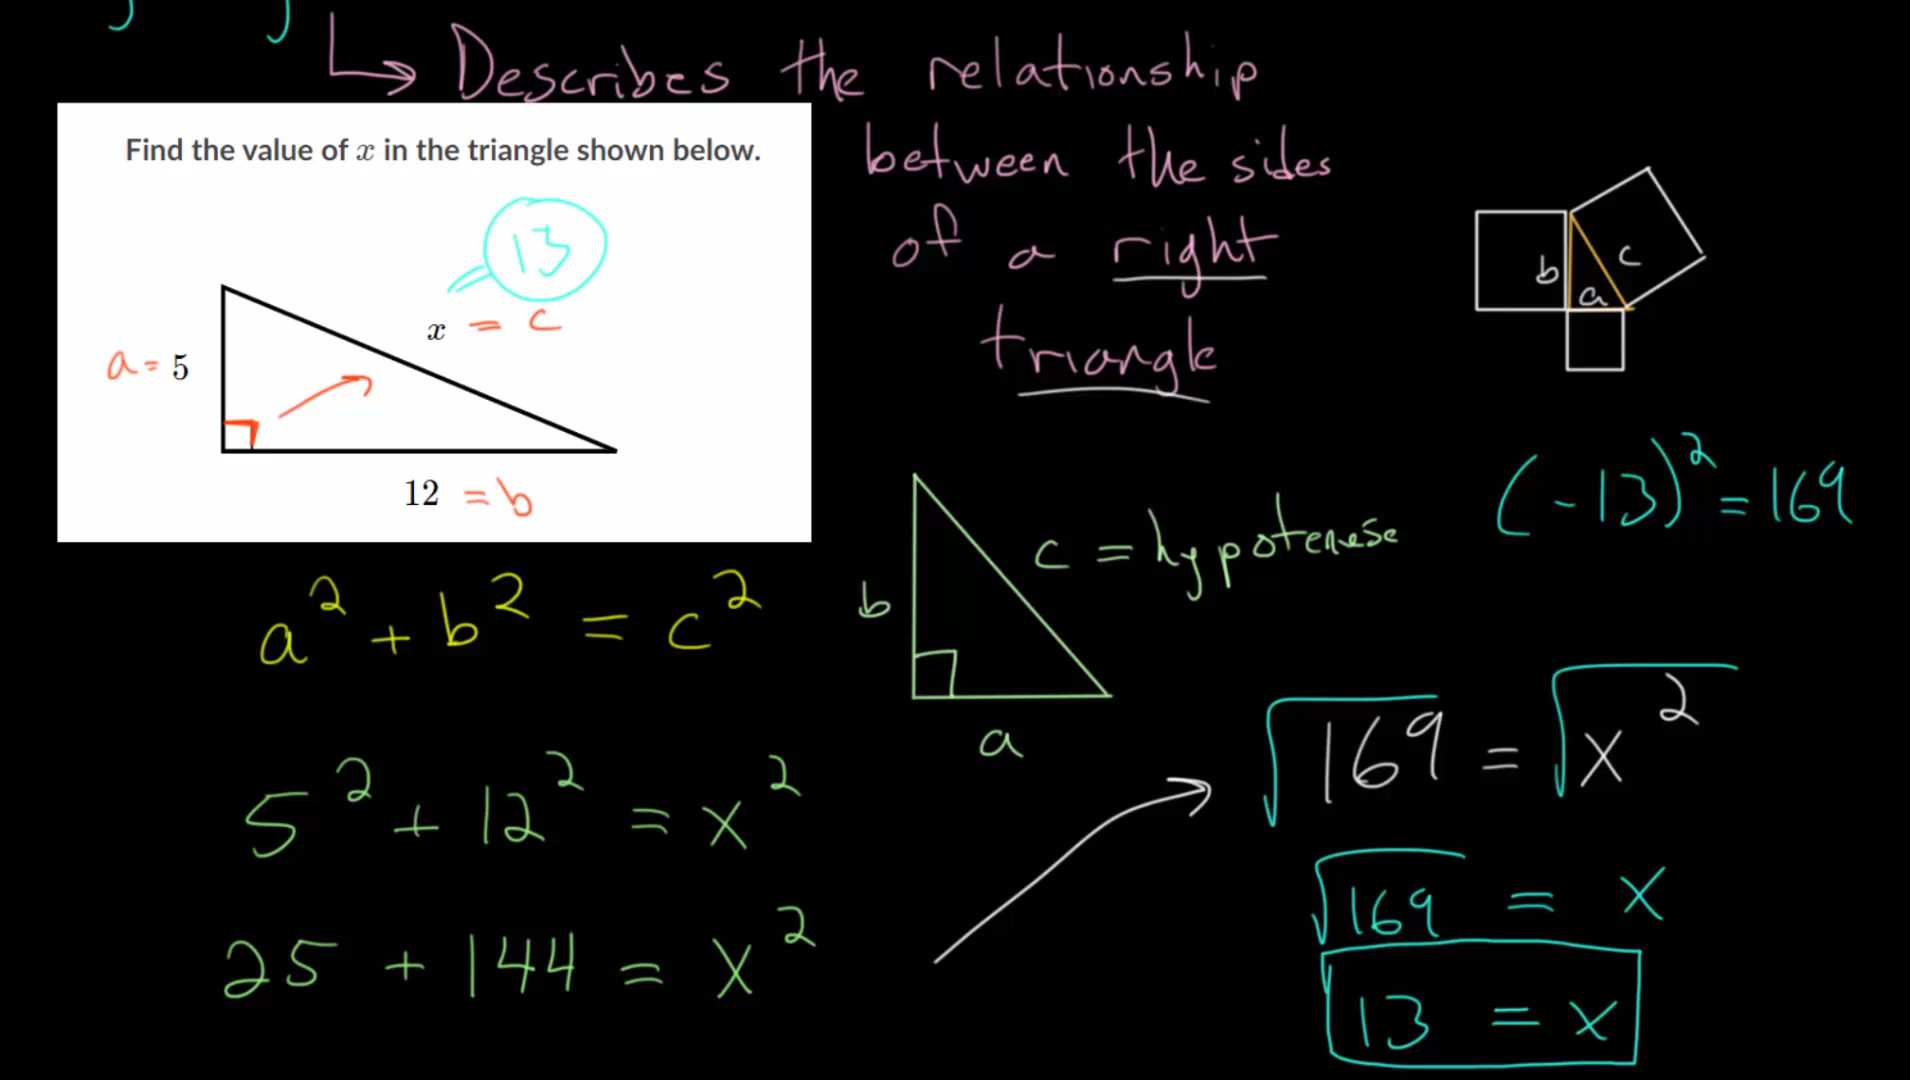 Describes the relationship
between the sides
of a right
triangle
Find the value of x in the triangle shown below.
13
x = c
a = 5
12 = b
b
c
a
(-13)² = 169
c = hypotenuse
b
a
a² + b² = c²
5² + 12² = x²
25 + 144 = x²
√169 = √x²
√169 = x
13 = x